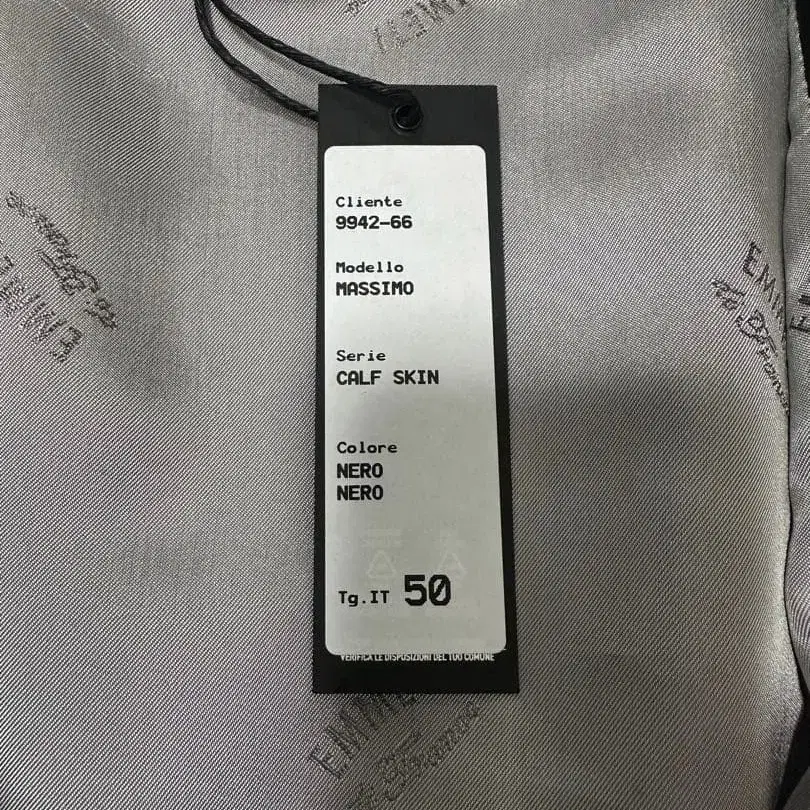 Cliente
9942-66
Modello
MASSIMO
Serie
CALF SKIN
Colore
NERO
NERO
Tg.IT 50
VERIFICA LE DISPOSIZIONI DEL TUO COMUNE